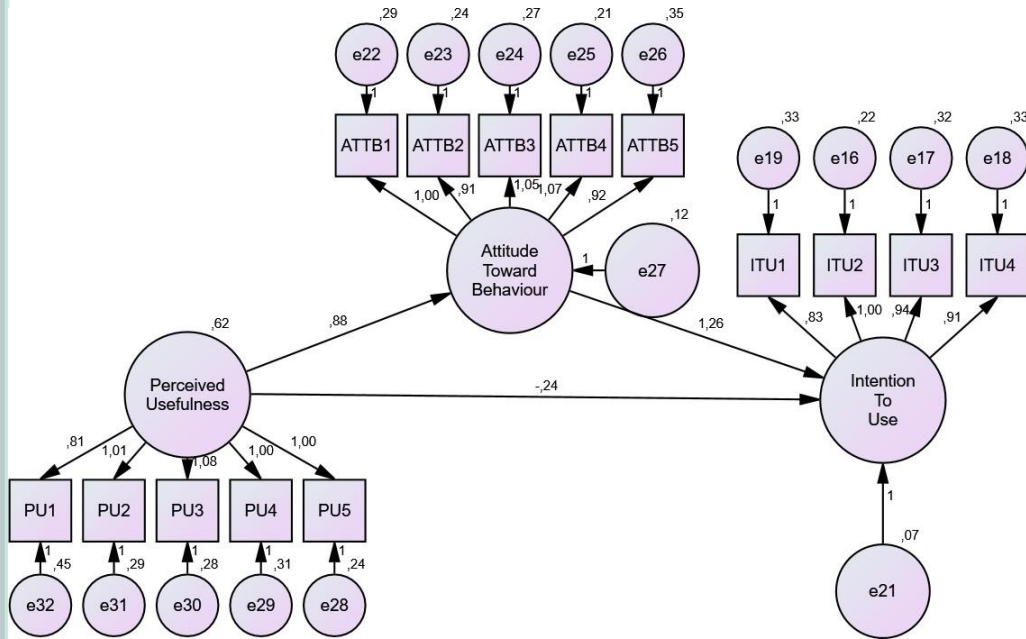 ,29 ,24 ,27 ,21 ,35
e22 e23 e24 e25 e26
1 1 1 1 1
ATTB1 ATTB2 ATTB3 ATTB4 ATTB5
1,00 ,91 1,05 1,07 ,92
,33 ,22 ,32 ,33
e19 e16 e17 e18
1 1 1 1
ITU1 ITU2 ITU3 ITU4
,83 1,00 ,94 ,91
Attitude
Toward
Behaviour
1
e27
,12
,88
1,26
-,24
,62
Perceived
Usefulness
Intention
To
Use
,81 1,01 1,08 1,00 1,00
PU1 PU2 PU3 PU4 PU5
1 1 1 1 1
,45 ,29 ,28 ,31 ,24
e32 e31 e30 e29 e28
1
,07
e21